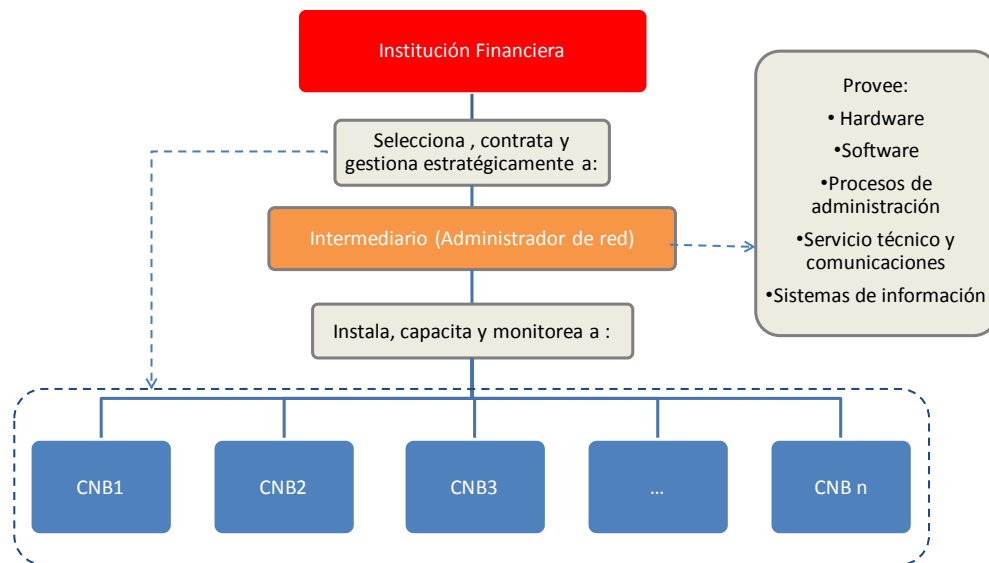 Institución Financiera
Selecciona , contrata y
gestiona estratégicamente a:
Intermediario (Administrador de red)
Instala, capacita y monitorea a :
Provee:
• Hardware
•Software
•Procesos de
administración
•Servicio técnico y
comunicaciones
•Sistemas de información
CNB1
CNB2
CNB3
...
CNB n